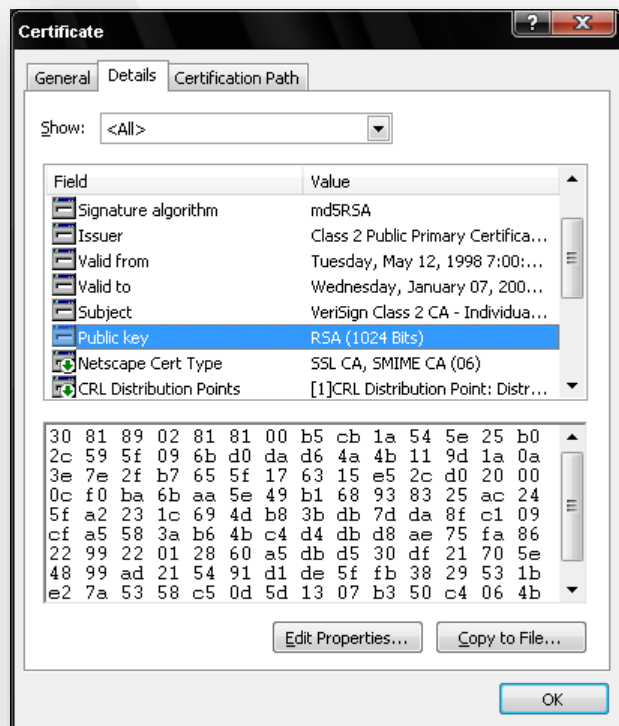 Certificate
General Details Certification Path
Show: <All>
Field Value
Signature algorithm md5RSA
Issuer Class 2 Public Primary Certifica...
Valid from Tuesday, May 12, 1998 7:00:...
Valid to Wednesday, January 07, 200...
Subject VeriSign Class 2 CA - Individua...
Public key RSA (1024 Bits)
Netscape Cert Type SSL CA, SMIME CA (06)
CRL Distribution Points [1]CRL Distribution Point: Distr...
30 81 89 02 81 81 00 b5 cb 1a 54 5e 25 b0
2c 59 5f 09 6b d0 da d6 4a 4b 11 9d 1a 0a
3e 7e 2f b7 65 5f 17 63 15 e5 2c d0 20 00
0c f0 ba 6b aa 5e 49 b1 68 93 83 25 ac 24
5f a2 23 1c 69 4d b8 3b db 7d da 8f c1 09
cf a5 58 3a b6 4b c4 d4 db d8 ae 75 fa 86
22 99 22 01 28 60 a5 db d5 30 df 21 70 5e
48 99 ad 21 54 91 d1 de 5f fb 38 29 53 1b
e2 7a 53 58 c5 0d 5d 13 07 b3 50 c4 06 4b
Edit Properties... Copy to File...
OK